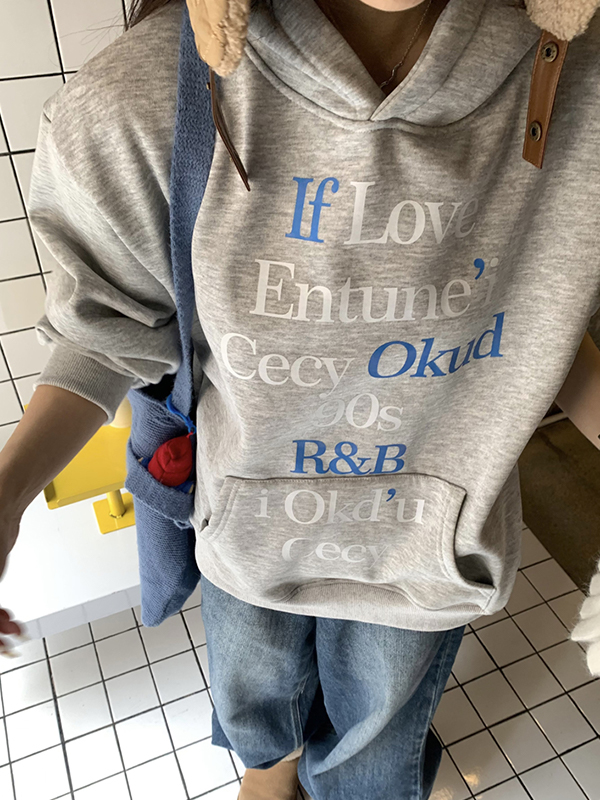 If Love
Entune'i
Cecy Okud
90s
R&B
i Okd'u
Cecy